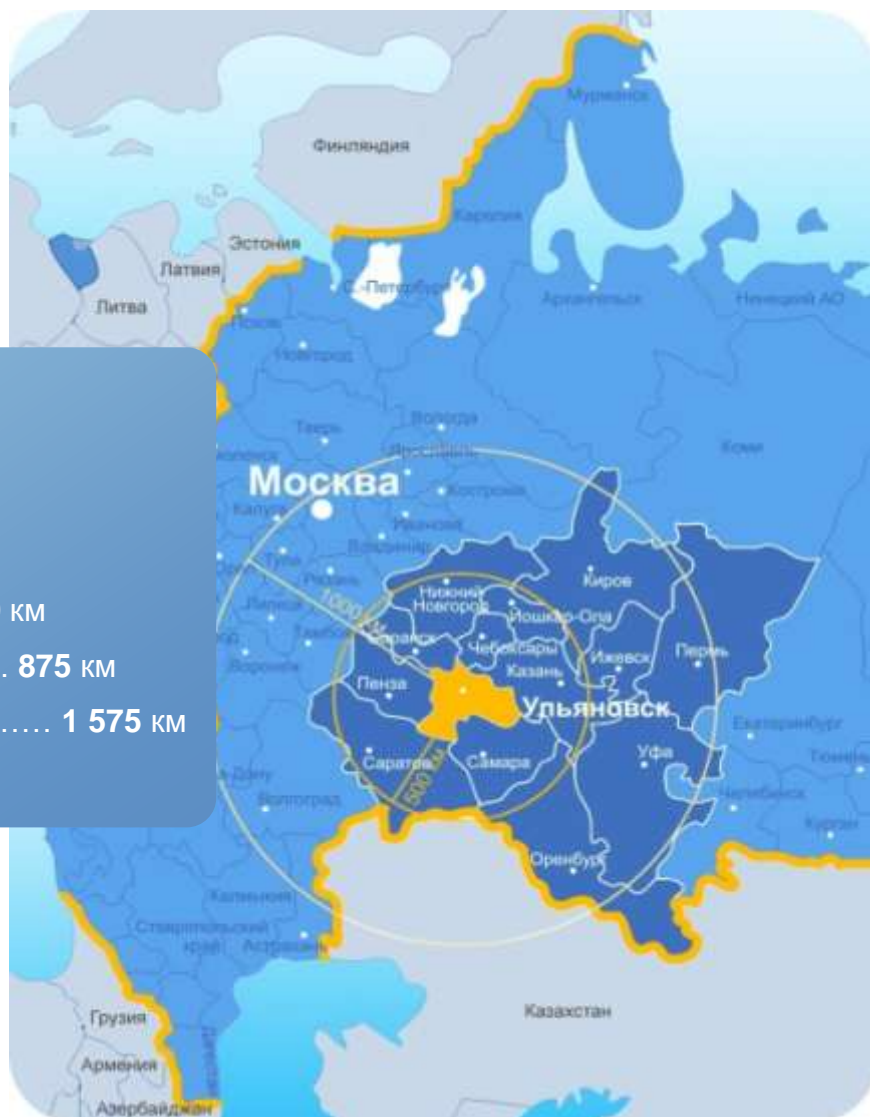 Мурманск
Финляндия
Карелия
Эстония
Латвия
С.-Петербург
Архангельск
Ненецкий АО
Литва
Псков
Новгород
Вологда
Тверь
Коми
Ярославль
Москва
Кострома
Калуга
Иваново
Владимир
Киров
Тула
Рязань
Нижний
Новгород
Йошкар-Ола
1000 км
Липецк
Чебоксары
Ижевск
Пермь
Воронеж
Казань
км
Пенза
.. 875 км
Ульяновск
..... 1 575 км
Екатеринбург
Уфа
Тюмень
Саратов
Самара
500 км
Челябинск
Волгоград
Курган
Оренбург
Калмыкия
Ставропольский
край
Астрахань
Казахстан
Грузия
Дагестан
Армения
Азербайджан